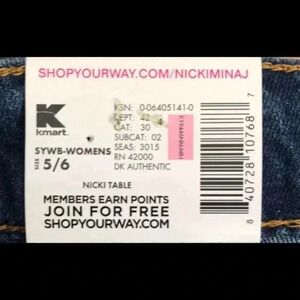 SHOPYOURWAY.COM/NICKIMINAJ
K
kmart.
SYWB-WOMENS
SIZE 5/6
KSN: 0-06405141-0
DEPT: 42
CAT: 30
SUBCAT: 02
SEAS: 3015
RN 42000
DK AUTHENTIC
8 40728 10768 7
NICKI TABLE
MEMBERS EARN POINTS
JOIN FOR FREE
SHOPYOURWAY.COM